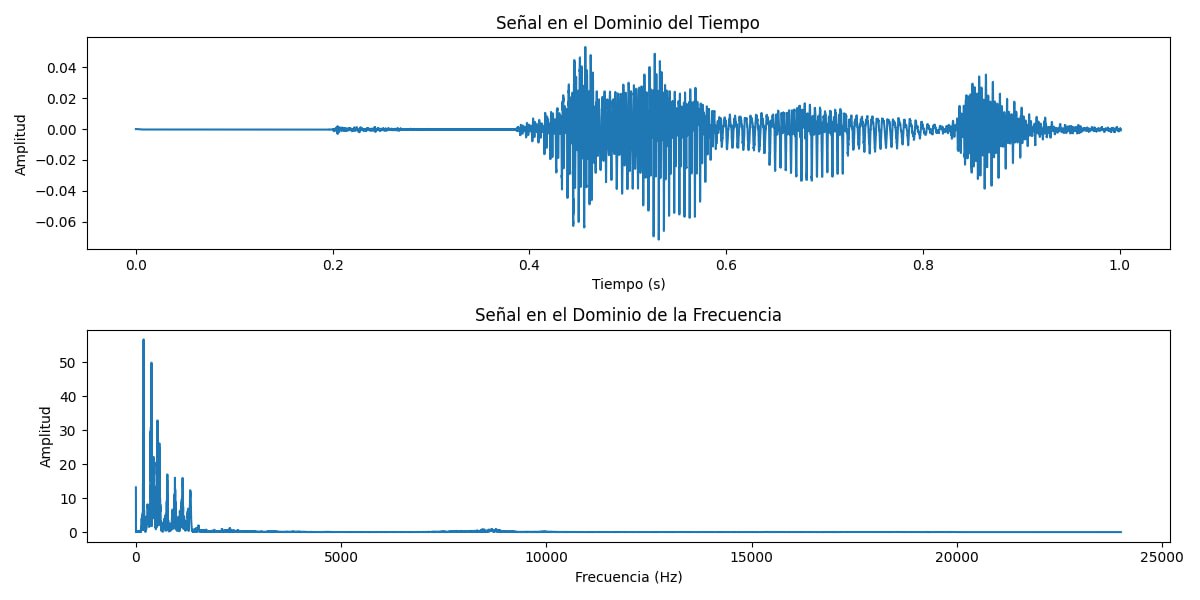 Señal en el Dominio del Tiempo
0.04
0.02
0.00
−0.02
−0.04
−0.06
Amplitud
0.0 0.2 0.4 0.6 0.8 1.0
Tiempo (s)
Señal en el Dominio de la Frecuencia
50
40
30
20
10
0
Amplitud
0 5000 10000 15000 20000 25000
Frecuencia (Hz)